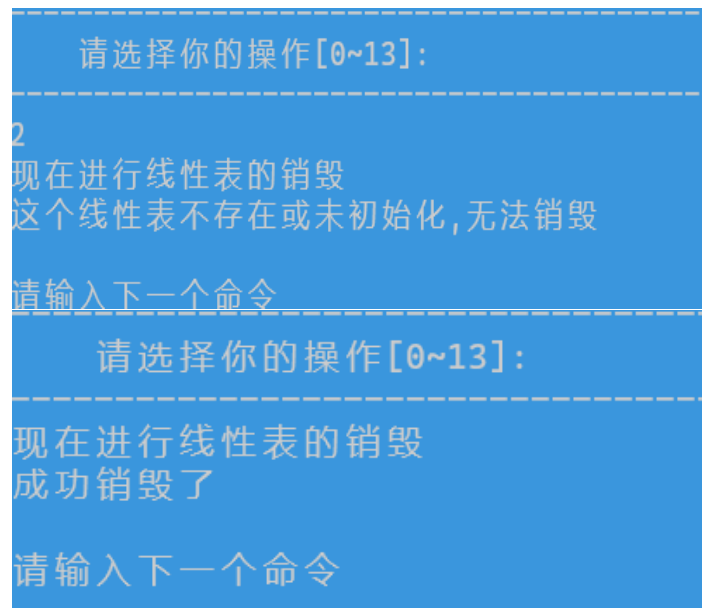 请选择你的操作[0~13]:
2
现在进行线性表的销毁
这个线性表不存在或未初始化,无法销毁
请输入下一个命令
请选择你的操作[0~13]:
现在进行线性表的销毁
成功销毁了
请输入下一个命令